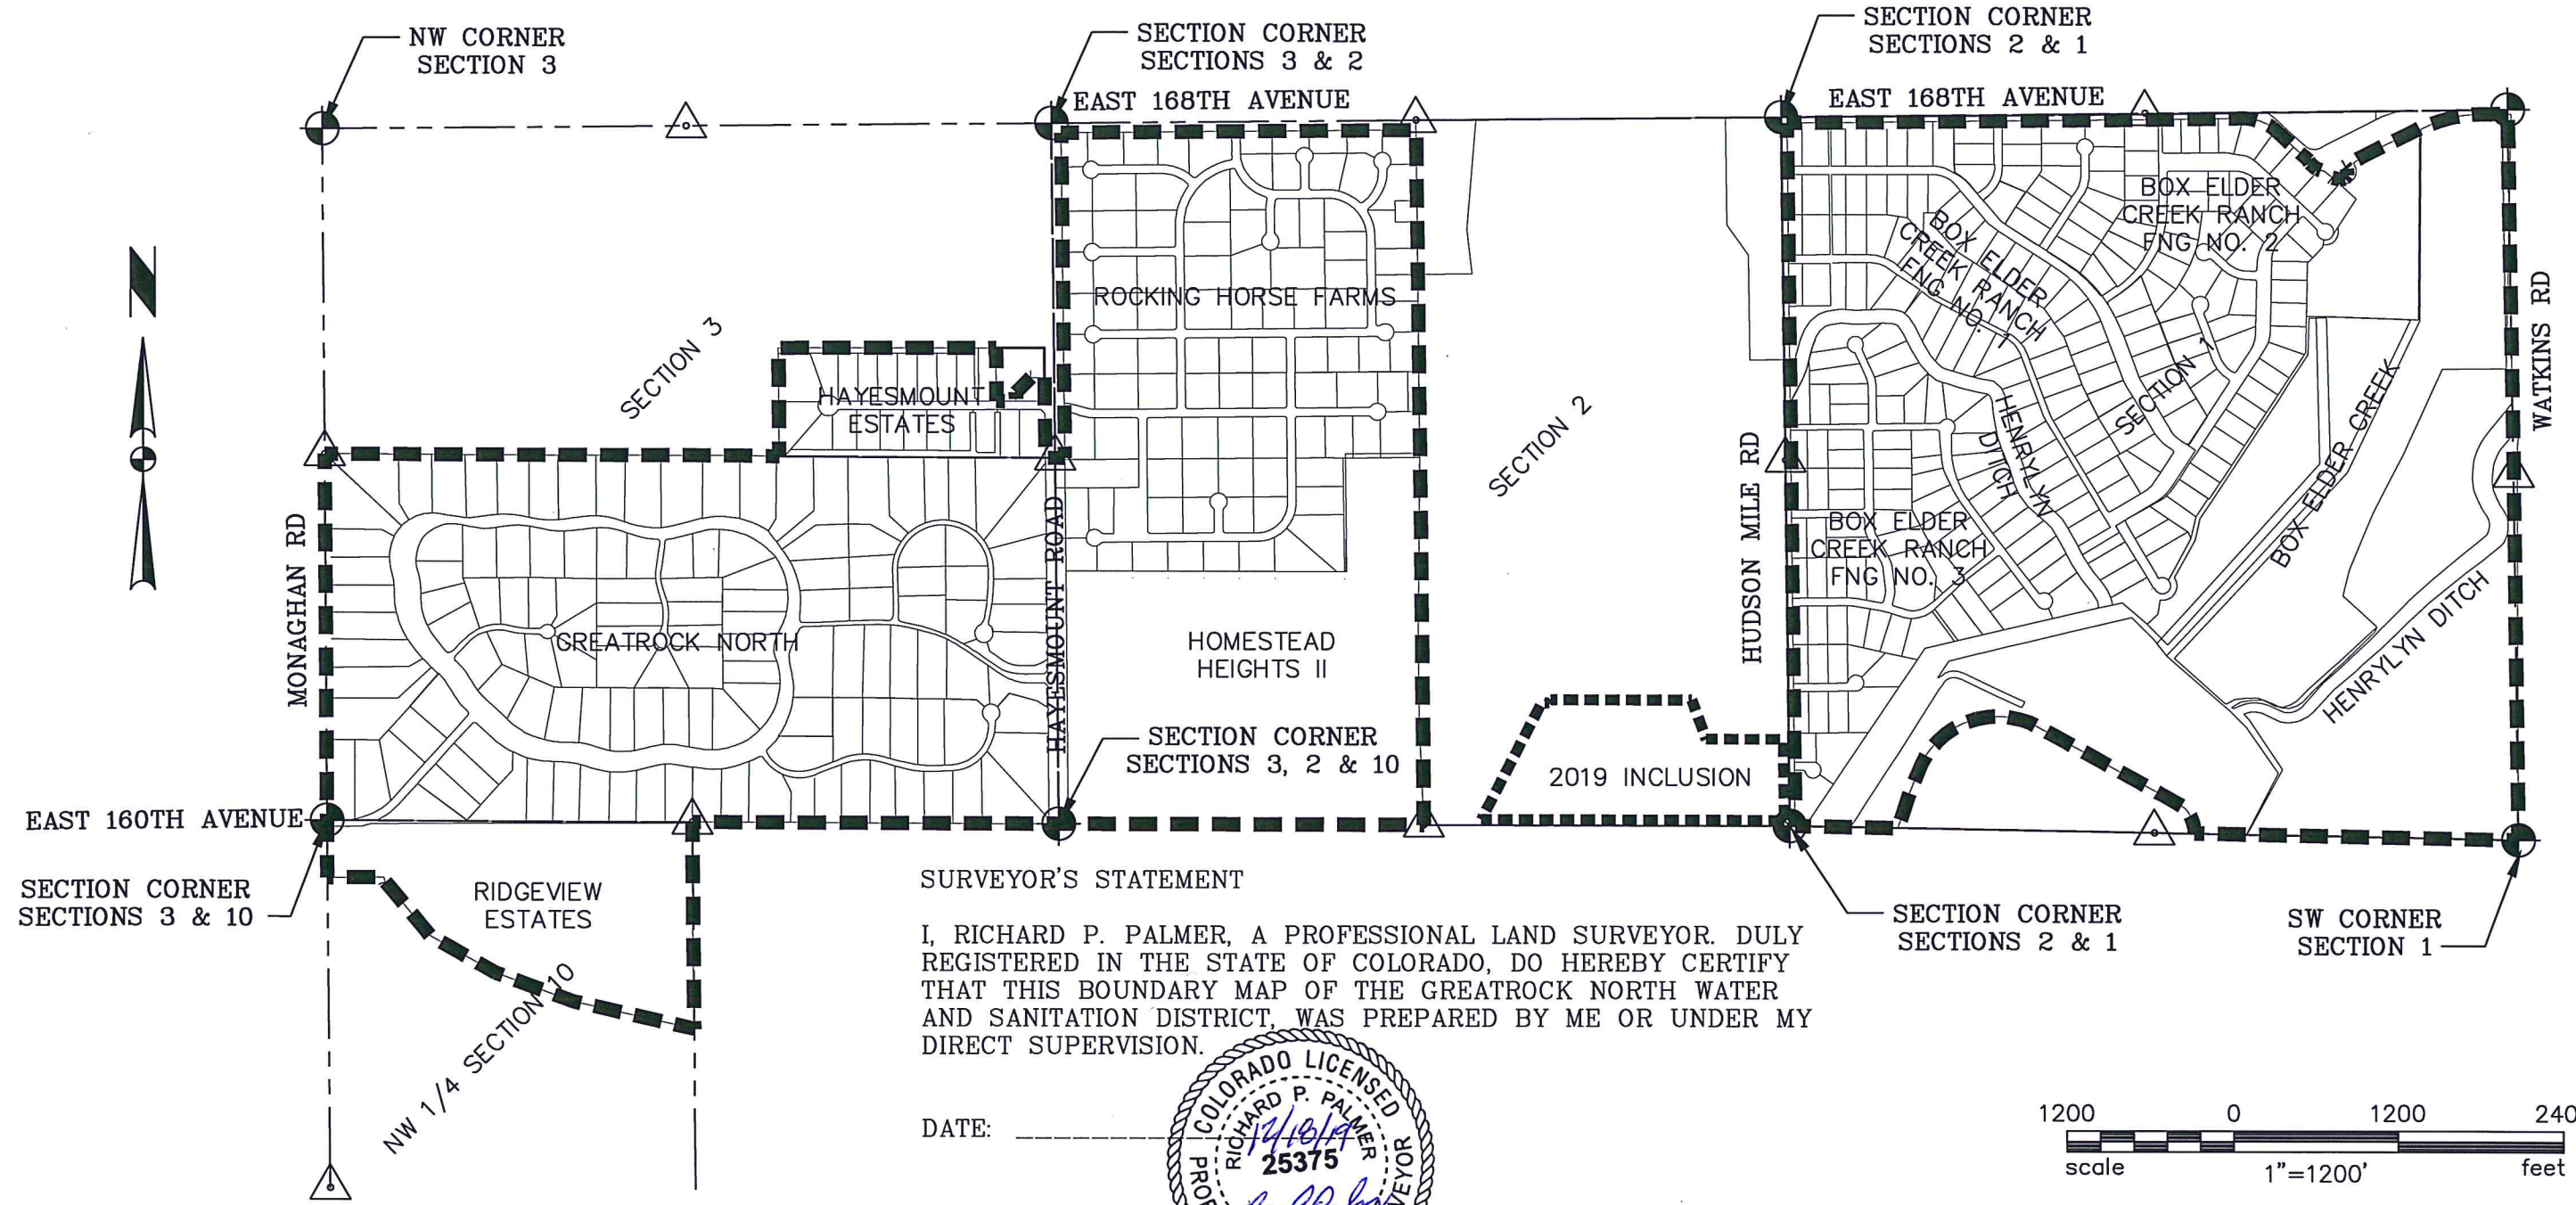 NW CORNER
SECTION 3
SECTION CORNER
SECTIONS 3 & 2
SECTION CORNER
SECTIONS 2 & 1
EAST 168TH AVENUE
EAST 168TH AVENUE
N
BOX ELDER
CREEK RANCH
FNG NO. 2
BOX ELDER
CREEK RANCH
FNG NO. 1
ROCKING HORSE FARMS
WATKINS RD
SECTION 3
HAYESMOUNT
ESTATES
SECTION 2
SECTION 1
HENRYLYN
DITCH
BOX ELDER CREEK
HUDSON MILE RD
MONAGHAN RD
HAYESMOUNT ROAD
BOX ELDER
CREEK RANCH
FNG NO. 3
GREATROCK NORTH
HOMESTEAD
HEIGHTS II
HENRYLYN DITCH
SECTION CORNER
SECTIONS 3, 2 & 10
2019 INCLUSION
EAST 160TH AVENUE
SECTION CORNER
SECTIONS 3 & 10
RIDGEVIEW
ESTATES
NW 1/4 SECTION 10
SECTION CORNER
SECTIONS 2 & 1
SW CORNER
SECTION 1
SURVEYOR'S STATEMENT
I, RICHARD P. PALMER, A PROFESSIONAL LAND SURVEYOR. DULY
REGISTERED IN THE STATE OF COLORADO, DO HEREBY CERTIFY
THAT THIS BOUNDARY MAP OF THE GREATROCK NORTH WATER
AND SANITATION DISTRICT, WAS PREPARED BY ME OR UNDER MY
DIRECT SUPERVISION.
COLORADO LICENSED
RICHARD P. PALMER
DATE: 12/18/19
25375
1200 0 1200 240
scale 1"=1200' feet